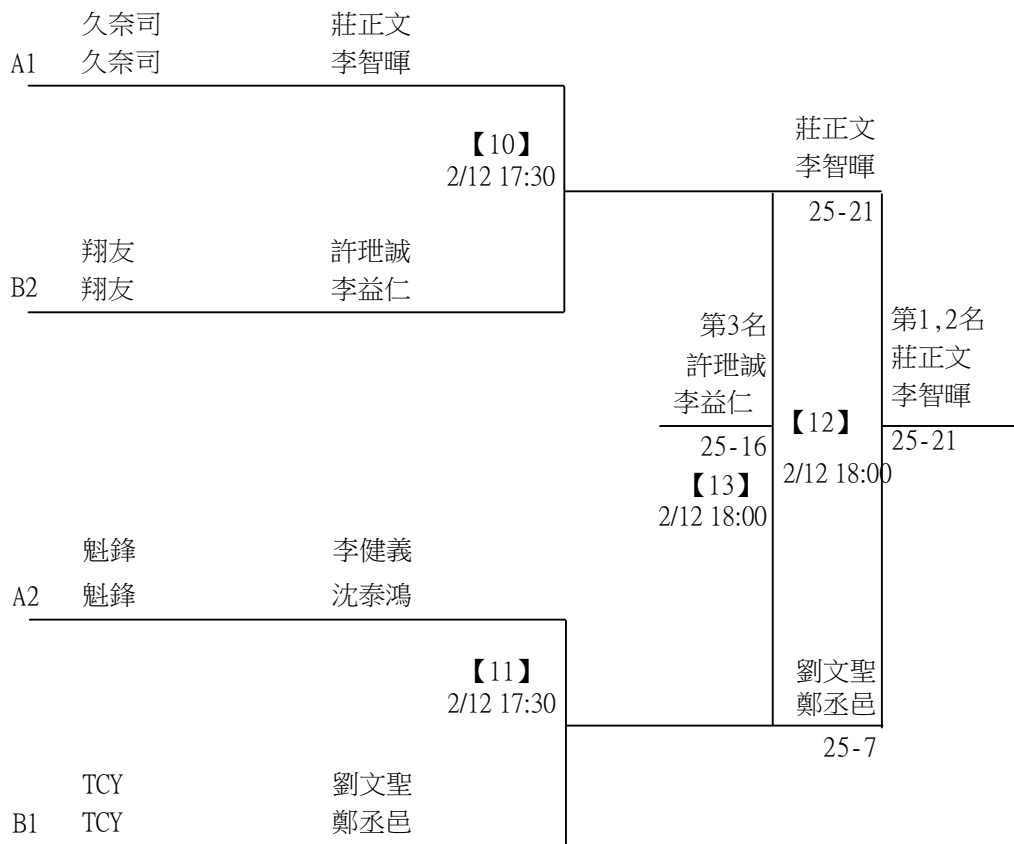 久奈司 莊正文
A1 久奈司 李智暉
【10】
2/12 17:30
莊正文
李智暉
25-21
翔友 許玴誠
B2 翔友 李益仁
第3名
許玴誠
李益仁
25-16
【13】
2/12 18:00
【12】
2/12 18:00
第1,2名
莊正文
李智暉
25-21
魁鋒 李健義
A2 魁鋒 沈泰鴻
【11】
2/12 17:30
劉文聖
鄭丞邑
25-7
TCY 劉文聖
B1 TCY 鄭丞邑